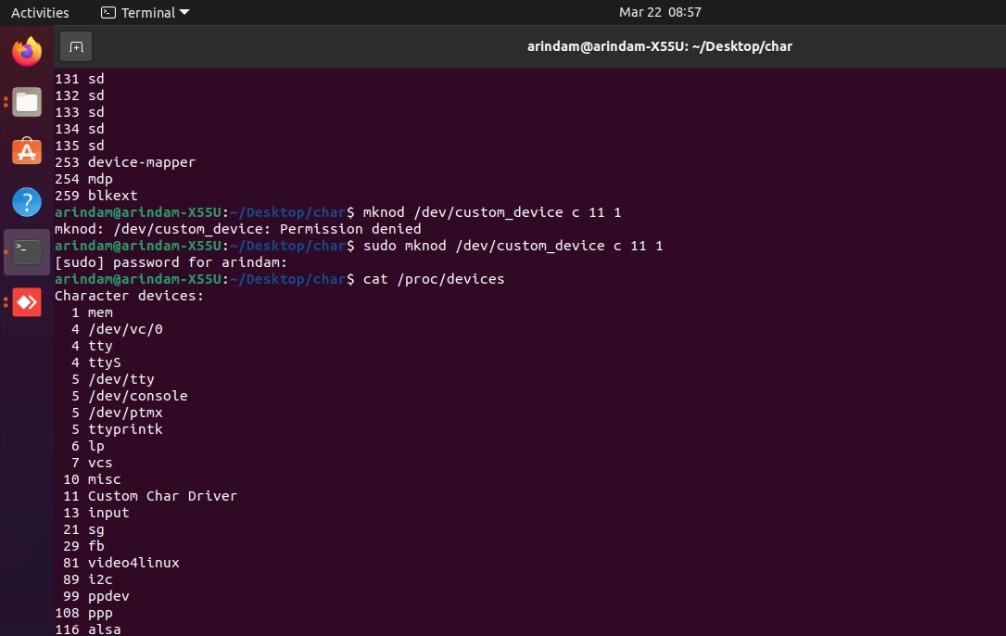 Activities
Terminal
Mar 22 08:57
arindam@arindam-X55U: ~/Desktop/char
131 sd
132 sd
133 sd
134 sd
135 sd
253 device-mapper
254 mdp
259 blkext
arindam@arindam-X55U:~/Desktop/char$ mknod /dev/custom_device c 11 1
mknod: /dev/custom_device: Permission denied
arindam@arindam-X55U:~/Desktop/char$ sudo mknod /dev/custom_device c 11 1
[sudo] password for arindam:
arindam@arindam-X55U:~/Desktop/char$ cat /proc/devices
Character devices:
1 mem
4 /dev/vc/0
4 tty
4 ttyS
5 /dev/tty
5 /dev/console
5 /dev/ptmx
5 ttyprintk
6 lp
7 vcs
10 misc
11 Custom Char Driver
13 input
21 sg
29 fb
81 video4linux
89 i2c
99 ppdev
108 ppp
116 alsa